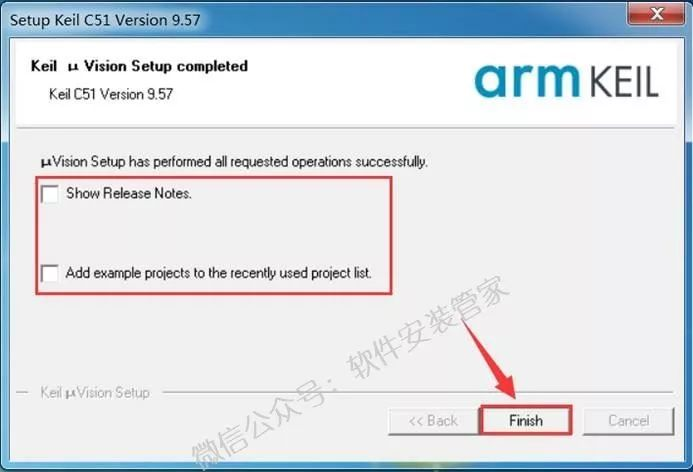 Setup Keil C51 Version 9.57
X
Keil μ Vision Setup completed
Keil C51 Version 9.57
arm KEIL
μVision Setup has performed all requested operations successfully.
Show Release Notes.
Add example projects to the recently used project list.
微信公众号：软件安装管家
Keil μVision Setup
<< Back
Finish
Cancel